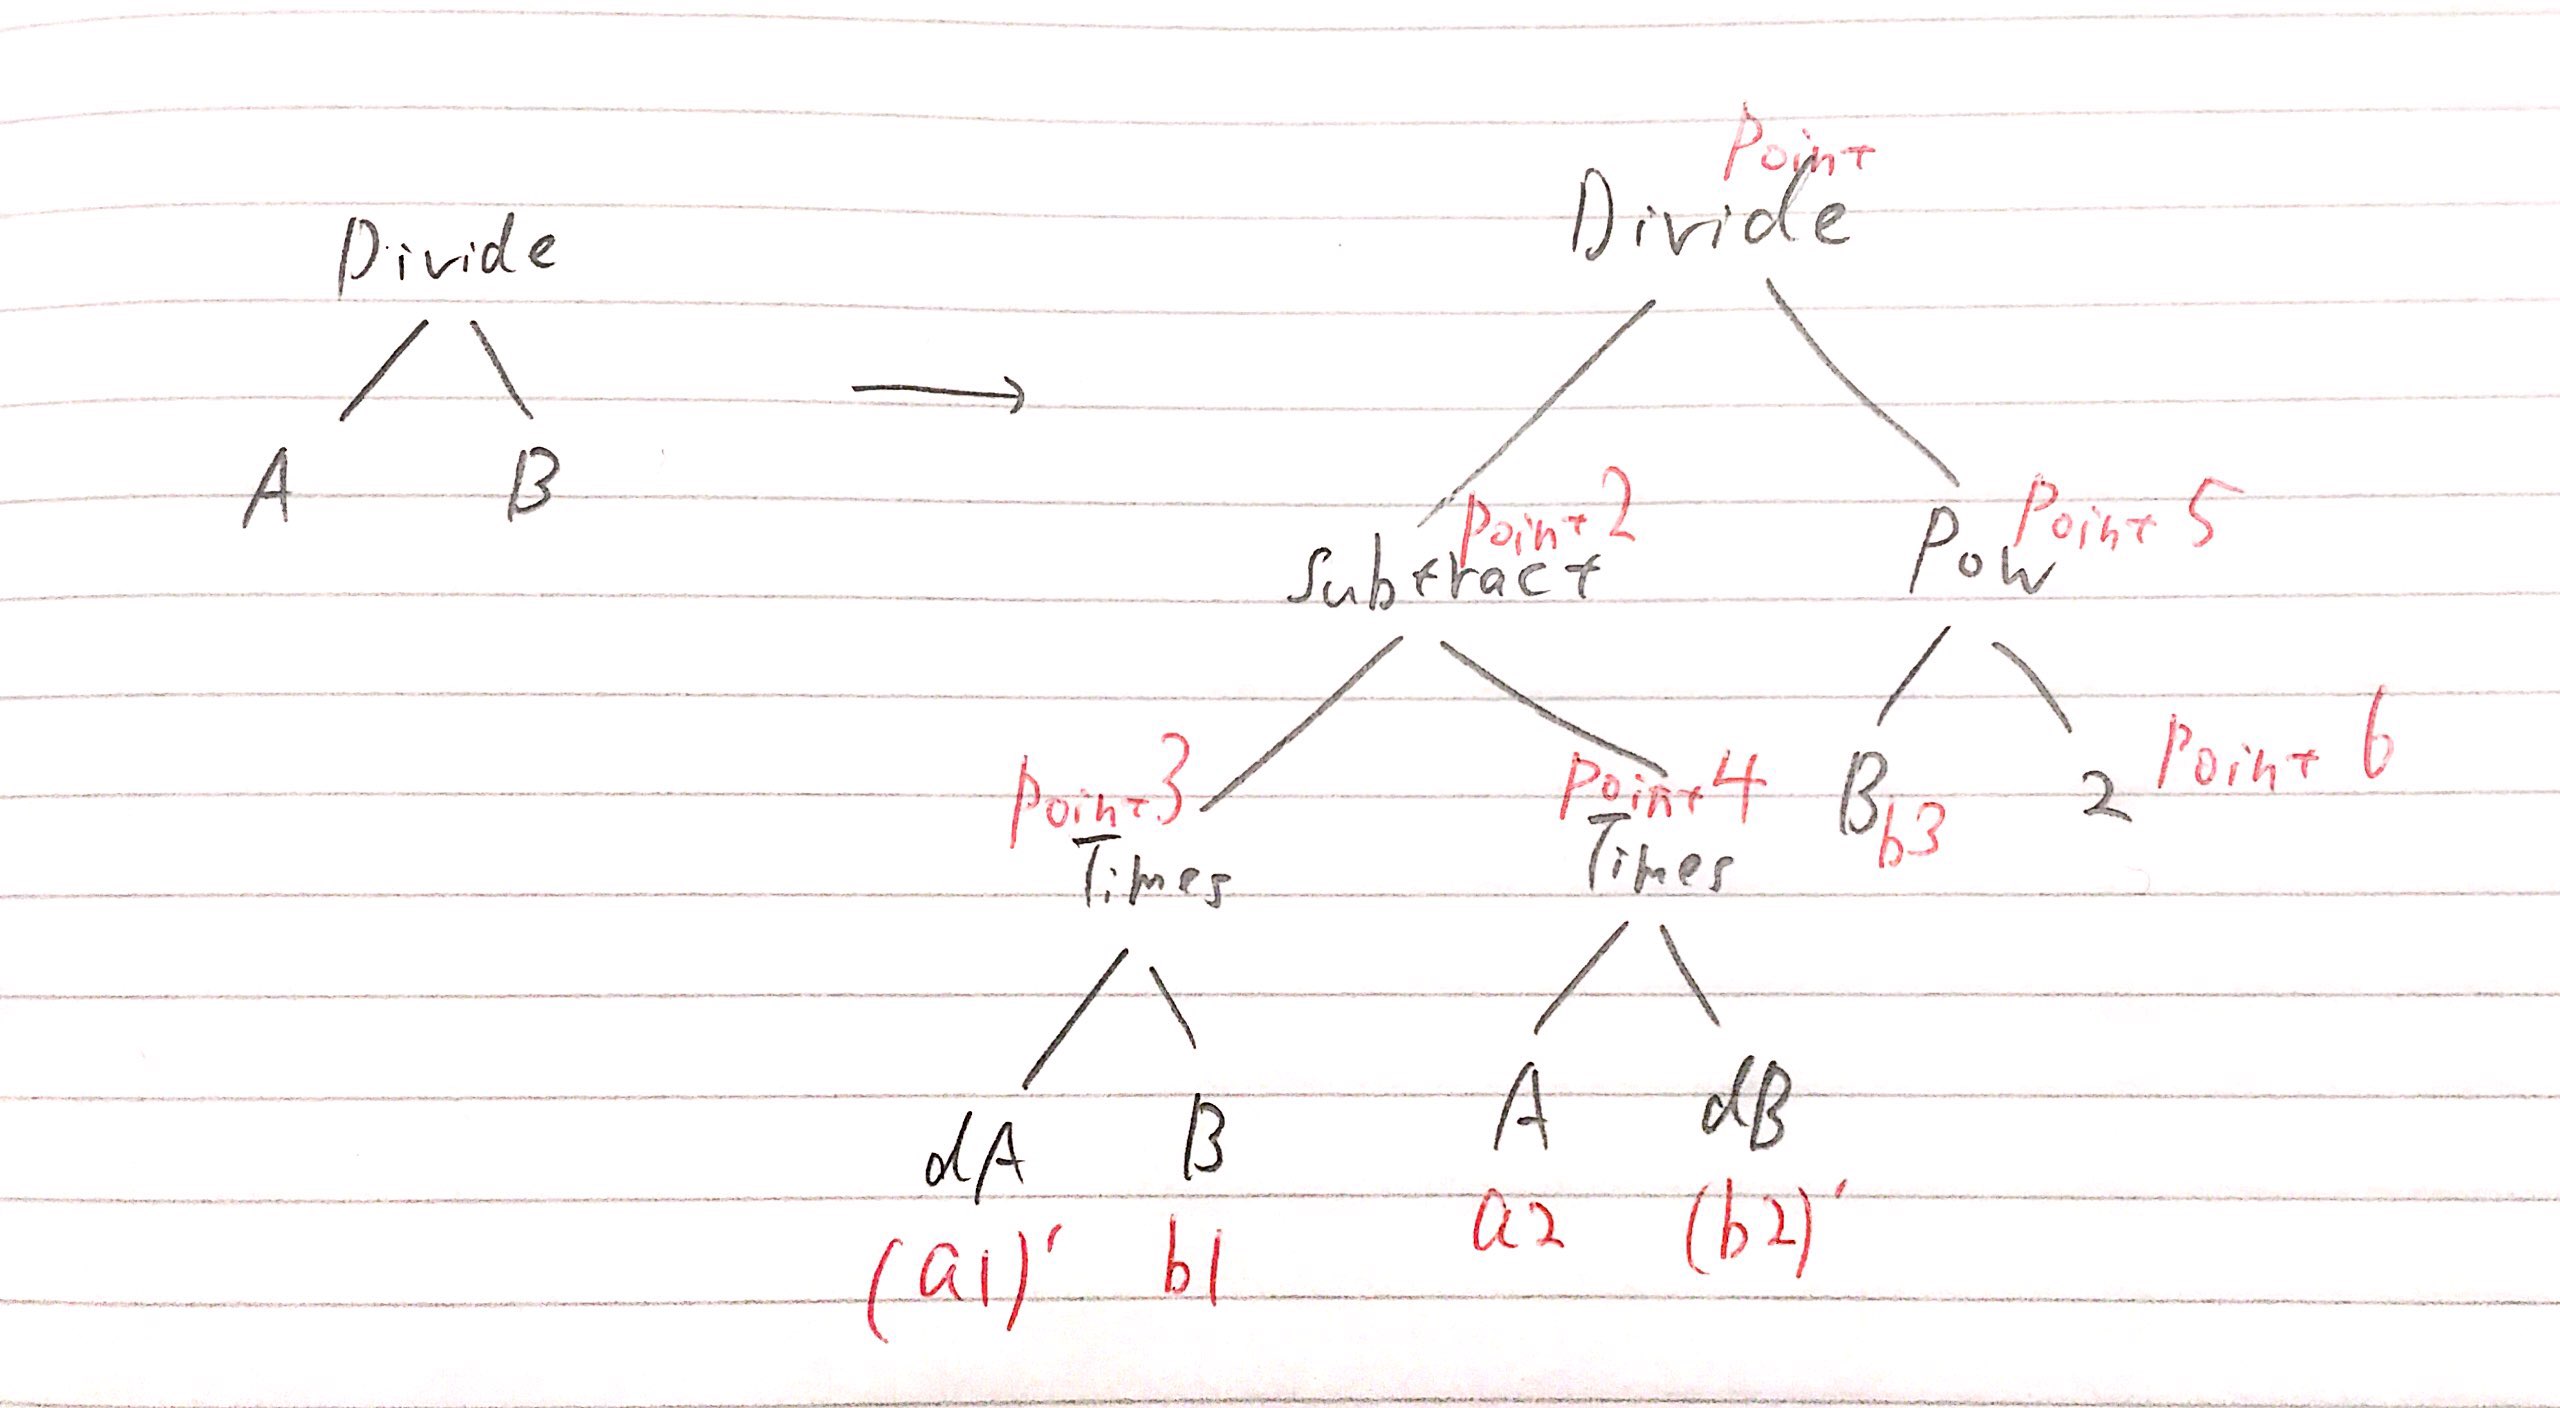 Point
Divide
Divide
A B
Point 2
Subtract
Pow Point 5
Point 3
Times
Point 4
Times
B b3
2 Point 6
dA B
A dB
(a1)' b1
a2 (b2)'